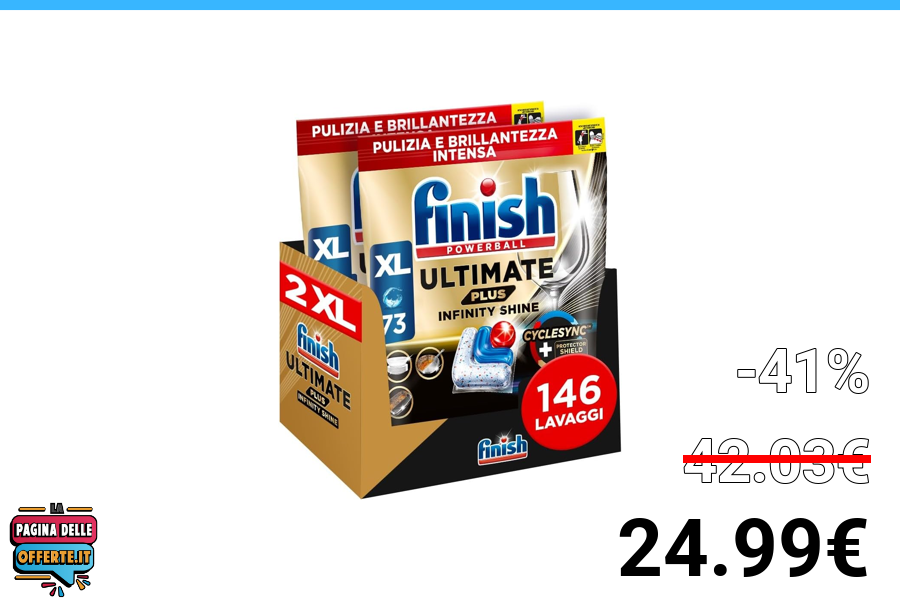 PULIZIA E BRILLANTEZZA
PULIZIA E BRILLANTEZZA
INTENSA
finish
POWERBALL
XL
XL
ULTIMATE
PLUS
INFINITY SHINE
73
CYCLESYNC
PROTECTOR
SHIELD
2 XL
finish
ULTIMATE
PLUS
INFINITY SHINE
146
LAVAGGI
finish
-41%
42.03€
24.99€
LA
PAGINA DELLE
OFFERTE.IT